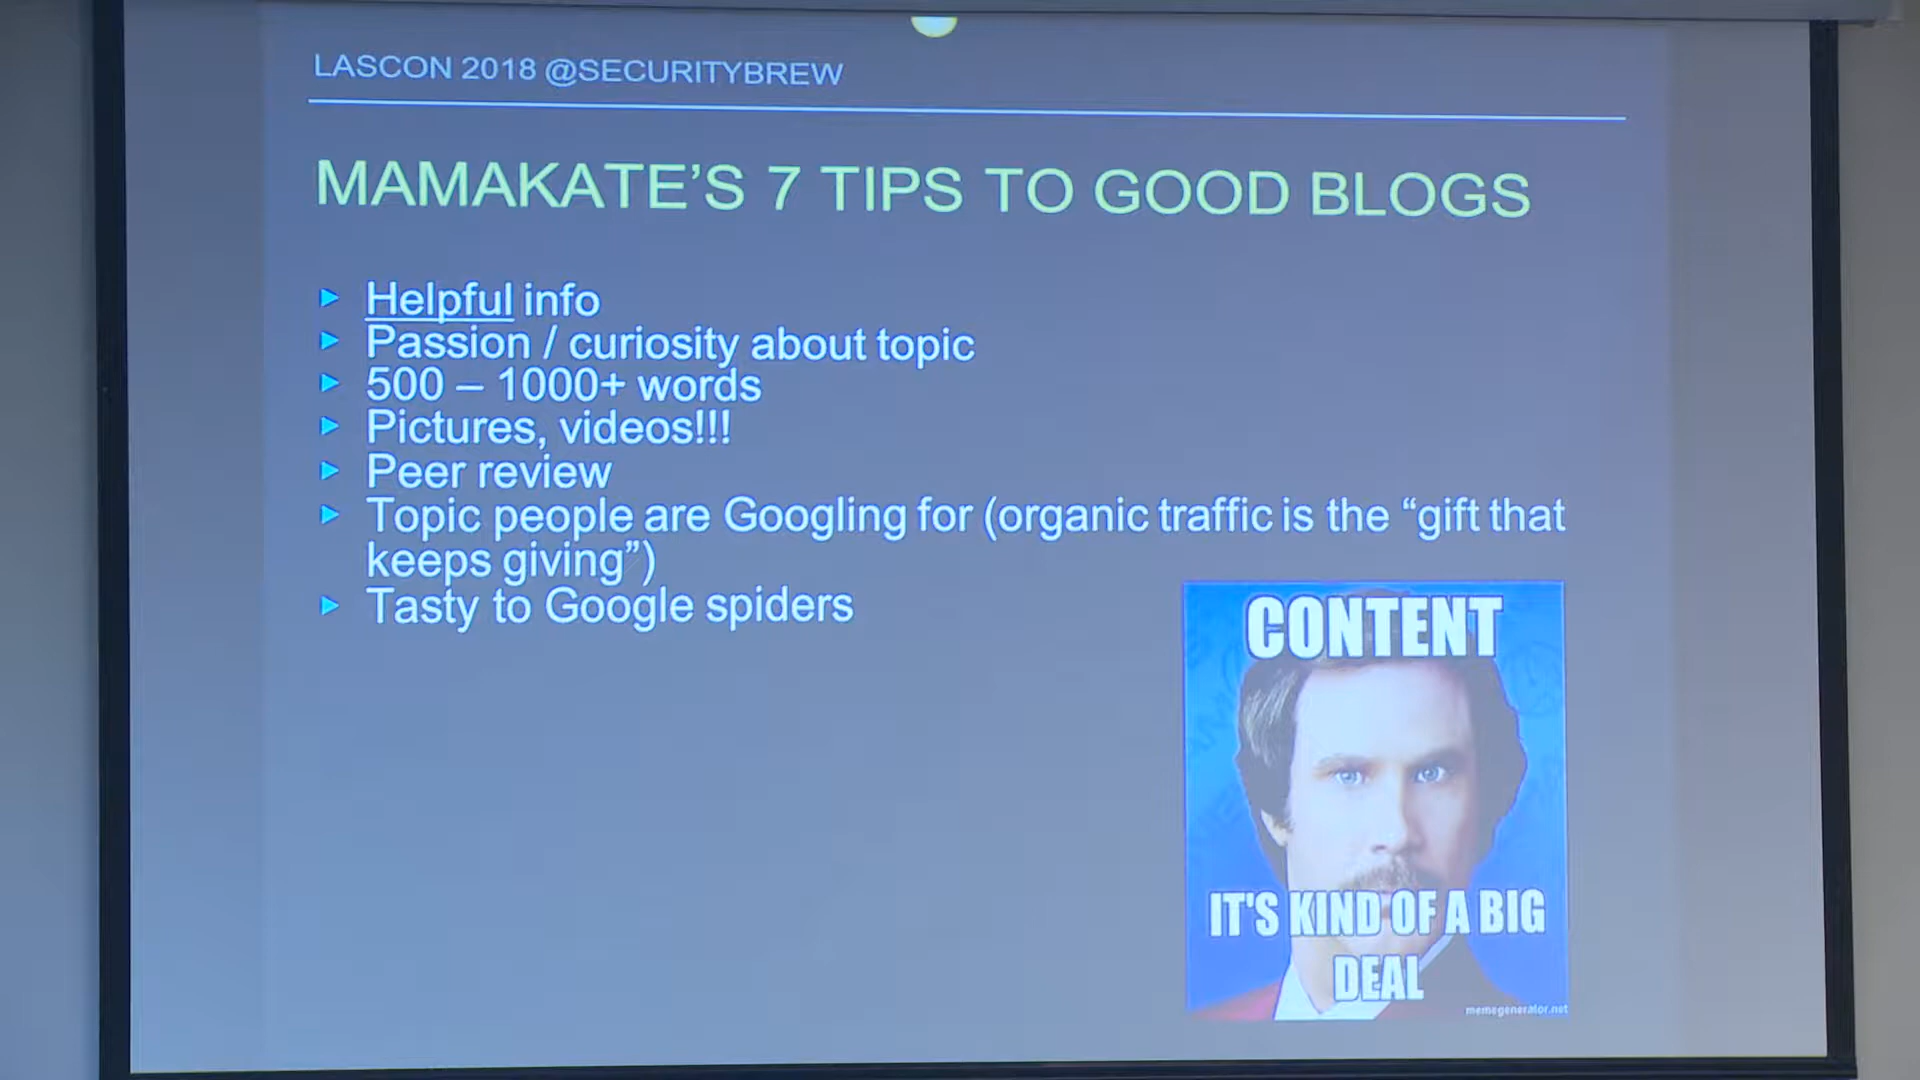 LASCON 2018 @SECURITYBREW
MAMAKATE’S 7 TIPS TO GOOD BLOGS
► Helpful info
► Passion / curiosity about topic
► 500 – 1000+ words
► Pictures, videos!!!
► Peer review
► Topic people are Googling for (organic traffic is the “gift that
keeps giving”)
► Tasty to Google spiders
CONTENT
IT'S KIND OF A BIG
DEAL
memegenerator.net